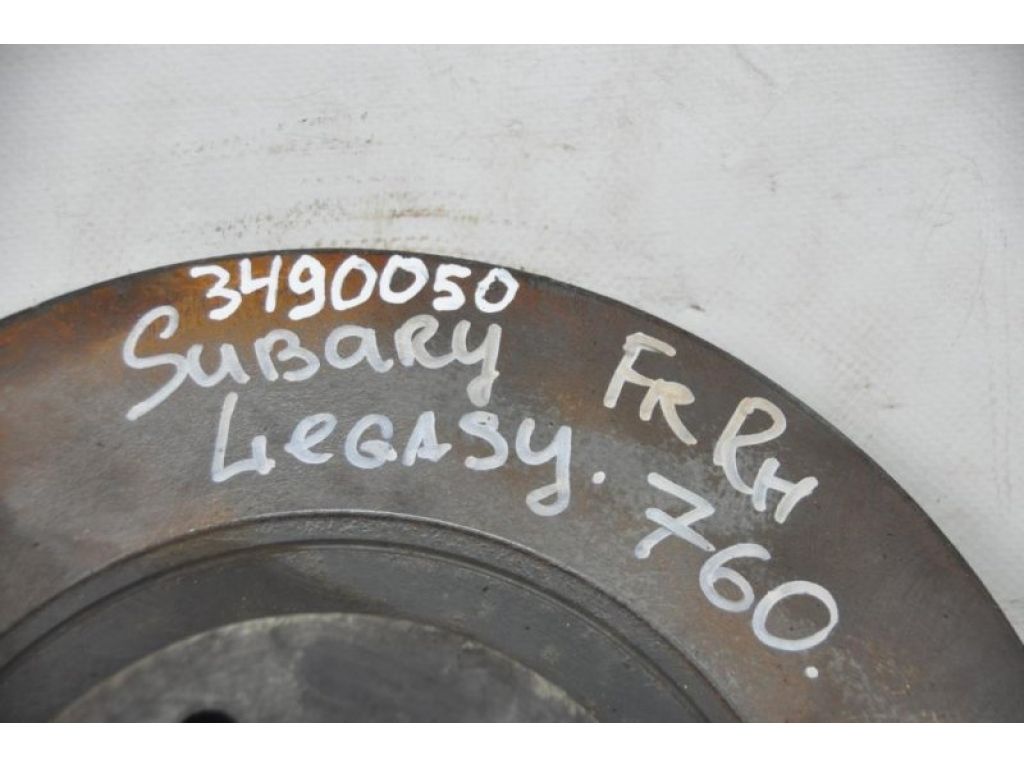 3490050
SUBARY FR RH
LEGASY. 760.